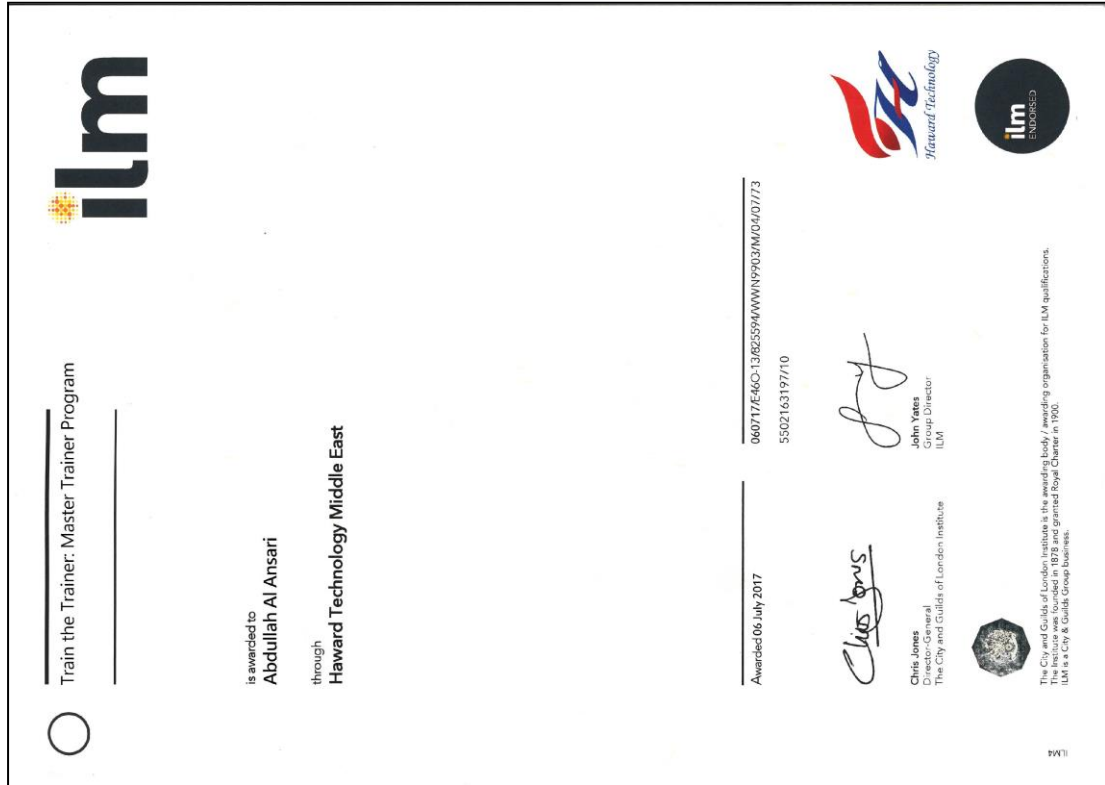 ilm
Train the Trainer: Master Trainer Program
is awarded to
Abdullah Al Ansari
through
Haward Technology Middle East
Awarded 06 July 2017
060717/E46O-13/825594/WWN9903/M/04/07/73
5502163197/10
Chris Jones
Chris Jones
Director-General
The City and Guilds of London Institute
John Yates
Group Director
ILM
Haward Technology
ilm
ENDORSED
The City and Guilds of London Institute is the awarding body / awarding organisation for ILM qualifications.
The Institute was founded in 1878 and granted Royal Charter in 1900.
ILM is a City & Guilds Group business.
ILM4